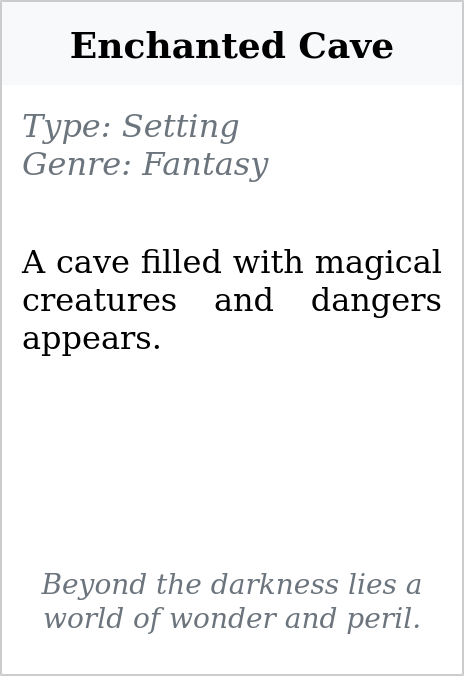 Enchanted Cave
Type: Setting
Genre: Fantasy
A cave filled with magical
creatures and dangers
appears.
Beyond the darkness lies a
world of wonder and peril.